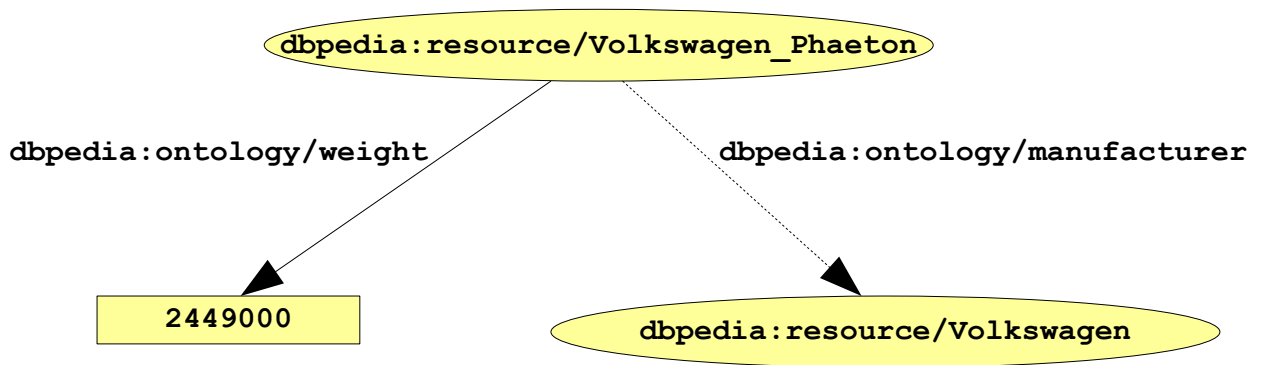 dbpedia:resource/Volkswagen_Phaeton
dbpedia:ontology/weight
dbpedia:ontology/manufacturer
2449000
dbpedia:resource/Volkswagen